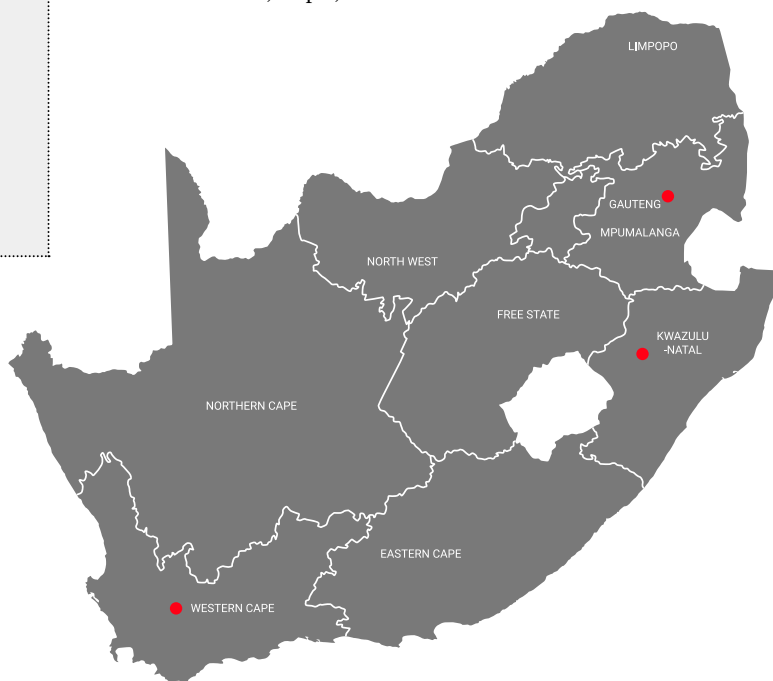 LIMPOPO
GAUTENG
MPUMALANGA
NORTH WEST
FREE STATE
KWAZULU
-NATAL
NORTHERN CAPE
EASTERN CAPE
WESTERN CAPE